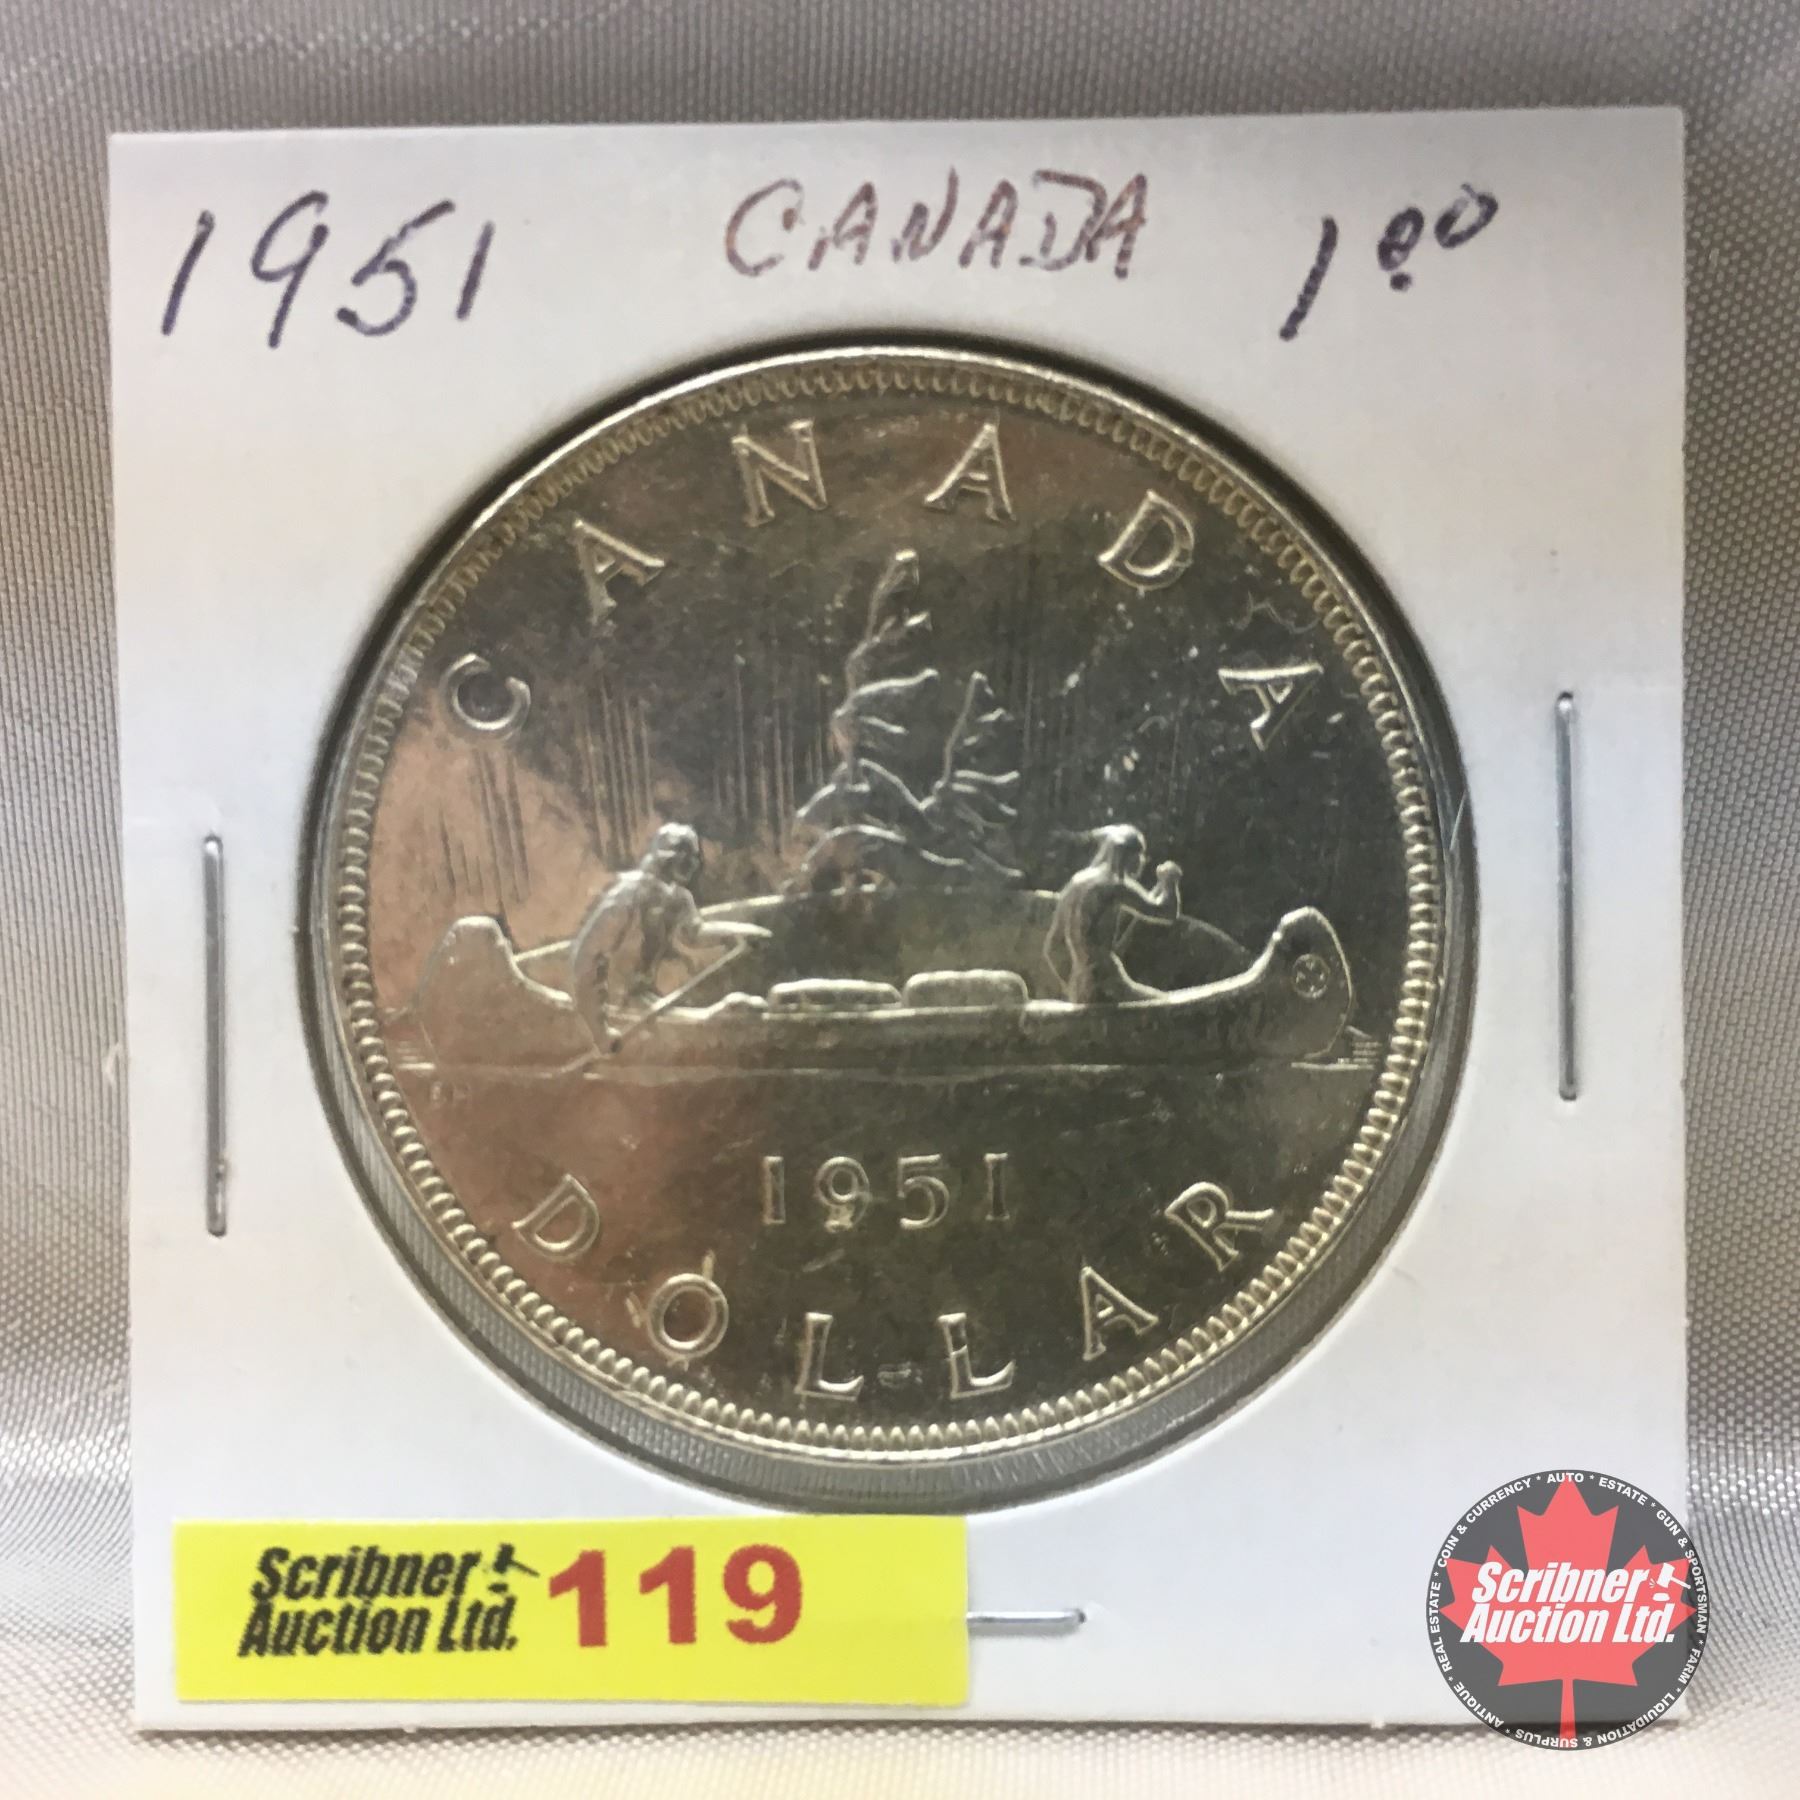 1951 CANADA 1.00
CANADA
1951
DOLLAR
Scribner
Auction Ltd.
119
Scribner
Auction Ltd.
REAL ESTATE * COIN & CURRENCY * AUTO * ESTATE * GUN & SPORTSMAN * FARM * LIQUIDATION & SURPLUS * ANTIQUE *